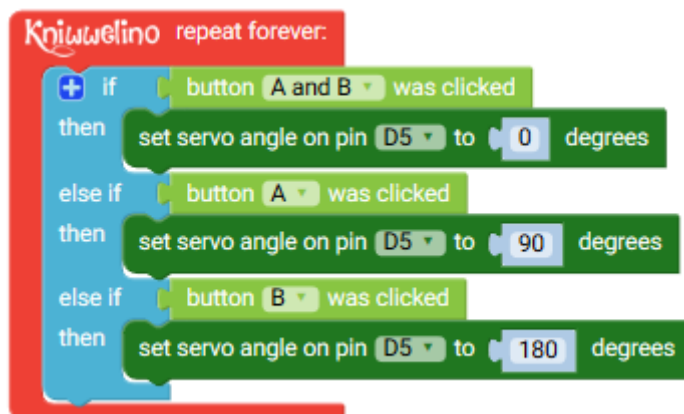 Kniwwelino repeat forever:
if button A and B was clicked
then set servo angle on pin D5 to 0 degrees
else if button A was clicked
then set servo angle on pin D5 to 90 degrees
else if button B was clicked
then set servo angle on pin D5 to 180 degrees